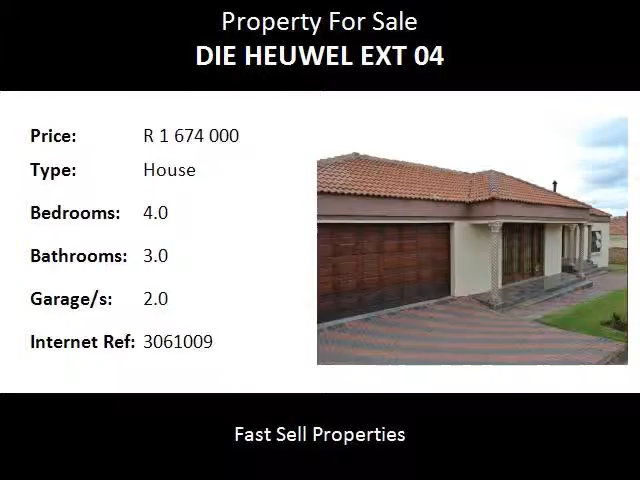 Property For Sale
DIE HEUWEL EXT 04
Price: R 1 674 000
Type: House
Bedrooms: 4.0
Bathrooms: 3.0
Garage/s: 2.0
Internet Ref: 3061009
Fast Sell Properties